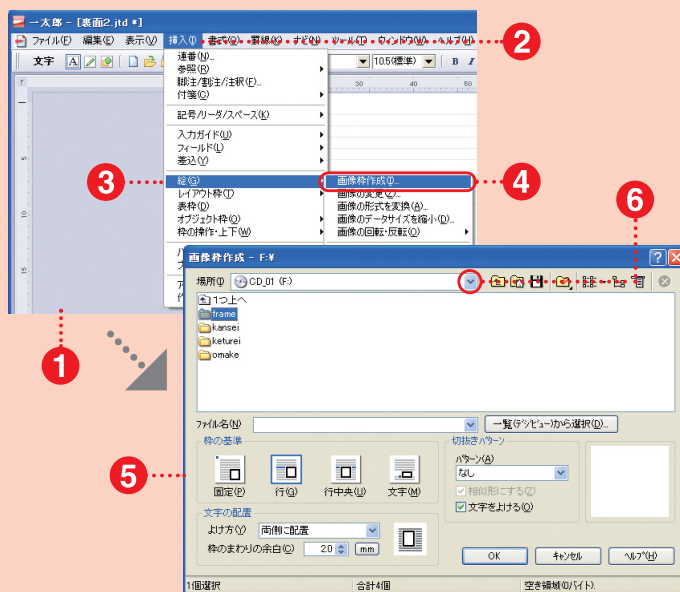 一太郎 - [裏面2.jtd *]
ファイル(F) 編集(E) 表示(V) 挿入(I) 書式(O) 罫線(K) ナビ(N) ツール(T) ウィンドウ(W) ヘルプ(H)
2
文字 A 10.5(標準) B I
連番(N)...
参照(R)
脚注/割注/注釈(F)...
付箋(C)
30 40 50
記号/リーダ/スペース(K)
入力ガイド(U)
フィールド(L)
差込(Y)
5
10
15
3
絵(G)
レイアウト枠(T)
表枠(D)
オブジェクト枠(O)
枠の操作・上下(W)
画像枠作成(I)...
画像の変更(Z)...
画像の形式を変換(A)...
画像のデータサイズを縮小(D)...
画像の回転・反転(O)
4
6
1
画像枠作成 - F:¥
場所(I) CD_01 (F:)
1つ上へ
frame
kansei
keturei
omake
ファイル名(N) 一覧(デジビュー)から選択(D)...
5
枠の基準
固定(P) 行(G) 行中央(U) 文字(M)
文字の配置
よけ方(Y) 両側に配置
枠のまわりの余白(C) 2.0 mm
切抜きパターン
パターン(A)
なし
相似形にする(Z)
文字をよける(Q)
OK キャンセル ヘルプ(H)
1個選択 合計4個 空き領域(0バイト).